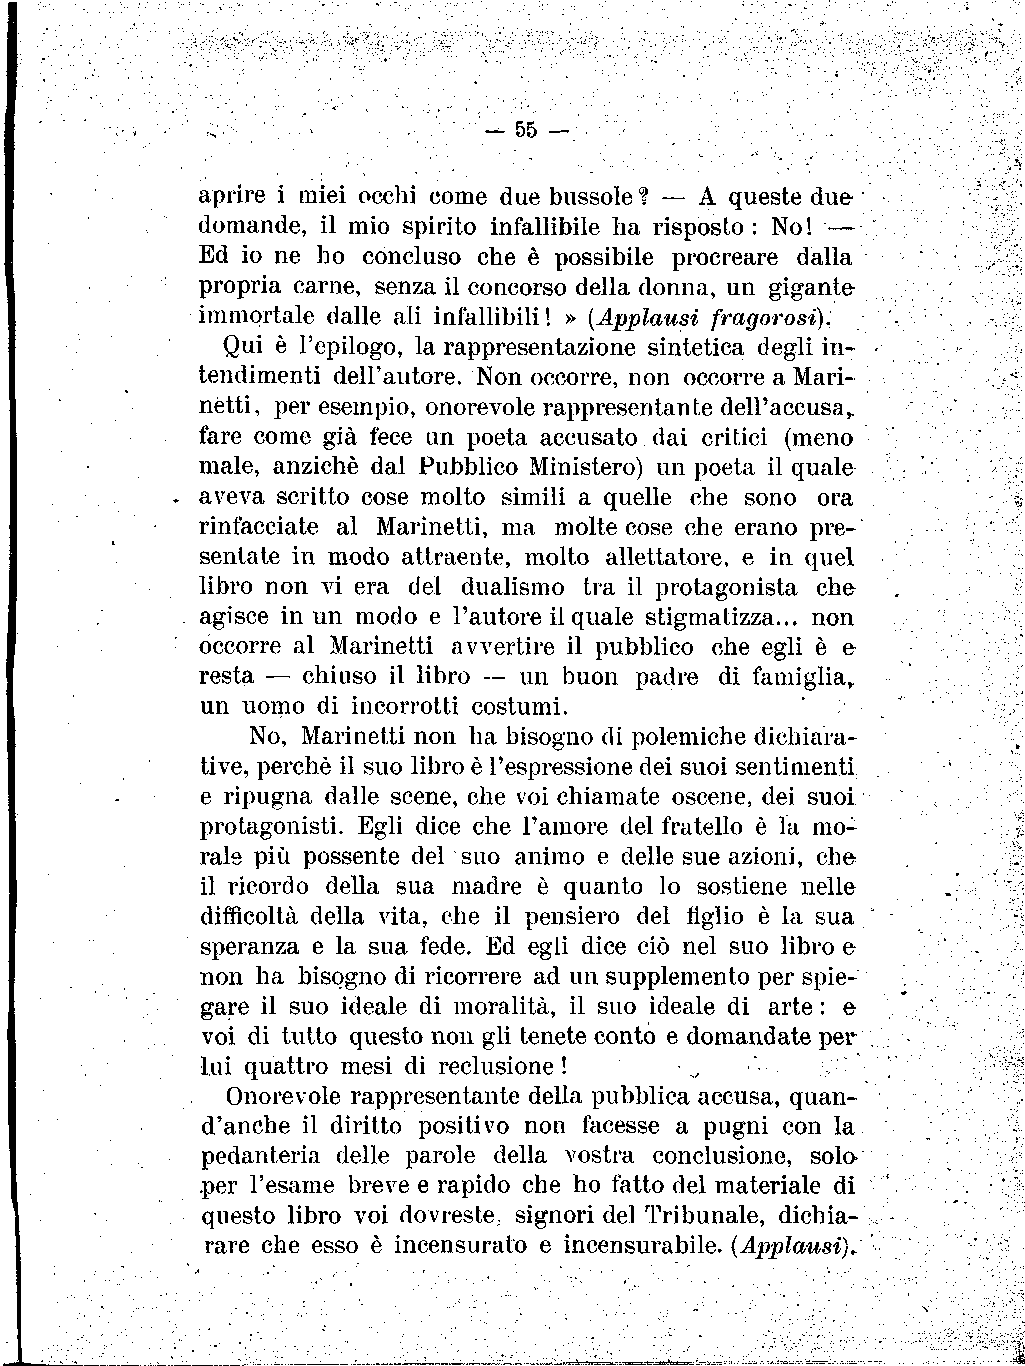 — 55 —
aprire i miei occhi come due bussole? — A queste due
domande, il mio spirito infallibile ha risposto: No! —
Ed io ne ho concluso che è possibile procreare dalla
propria carne, senza il concorso della donna, un gigante
immortale dalle ali infallibili! » (Applausi fragorosi).
Qui è l'epilogo, la rappresentazione sintetica degli in-
tendimenti dell'autore. Non occorre, non occorre a Mari-
netti, per esempio, onorevole rappresentante dell'accusa,
fare come già fece un poeta accusato dai critici (meno
male, anzichè dal Pubblico Ministero) un poeta il quale
aveva scritto cose molto simili a quelle che sono ora
rinfacciate al Marinetti, ma molte cose che erano pre-
sentate in modo attraente, molto allettatore, e in quel
libro non vi era del dualismo tra il protagonista che
agisce in un modo e l'autore il quale stigmatizza... non
occorre al Marinetti avvertire il pubblico che egli è e
resta — chiuso il libro — un buon padre di famiglia,
un uomo di incorrotti costumi.
No, Marinetti non ha bisogno di polemiche dichiara-
tive, perchè il suo libro è l'espressione dei suoi sentimenti
e ripugna dalle scene, che voi chiamate oscene, dei suoi
protagonisti. Egli dice che l'amore del fratello è la mo-
rale più possente del suo animo e delle sue azioni, che
il ricordo della sua madre è quanto lo sostiene nelle
difficoltà della vita, che il pensiero del figlio è la sua
speranza e la sua fede. Ed egli dice ciò nel suo libro e
non ha bisogno di ricorrere ad un supplemento per spie-
gare il suo ideale di moralità, il suo ideale di arte: e
voi di tutto questo non gli tenete conto e domandate per
lui quattro mesi di reclusione!
Onorevole rappresentante della pubblica accusa, quan-
d'anche il diritto positivo non facesse a pugni con la
pedanteria delle parole della vostra conclusione, solo
per l'esame breve e rapido che ho fatto del materiale di
questo libro voi dovreste, signori del Tribunale, dichia-
rare che esso è incensurato e incensurabile. (Applausi).